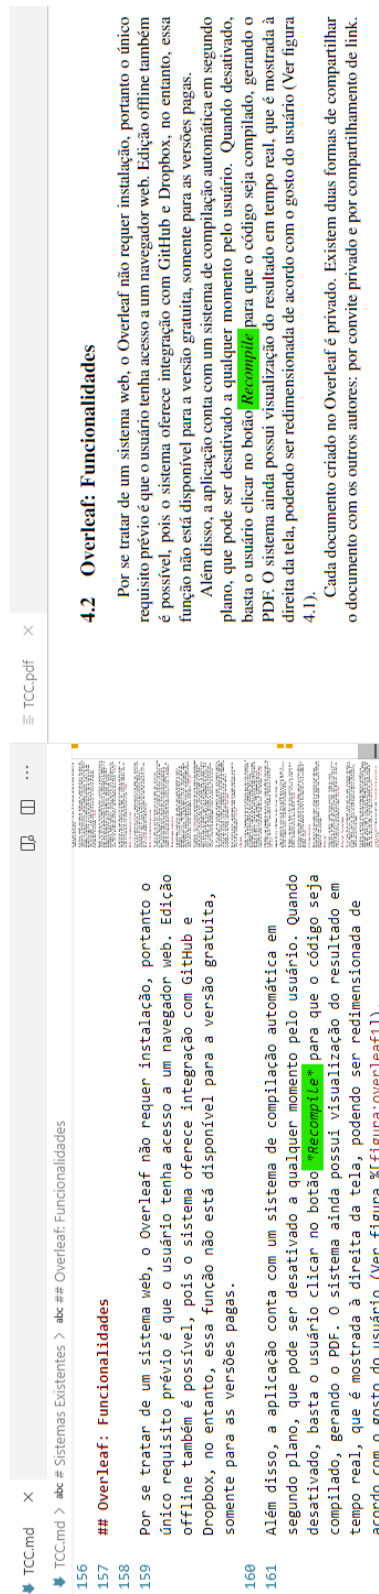 TCC.md ×
TCC.md > abc # Sistemas Existentes > abc ## Overleaf: Funcionalidades
156
157 ## Overleaf: Funcionalidades
158
159 Por se tratar de um sistema web, o Overleaf não requer instalação, portanto o
único requisito prévio é que o usuário tenha acesso a um navegador web. Edição
offline também é possível, pois o sistema oferece integração com GitHub e
Dropbox, no entanto, essa função não está disponível para a versão gratuita,
somente para as versões pagas.
160
161 Além disso, a aplicação conta com um sistema de compilação automática em
segundo plano, que pode ser desativado a qualquer momento pelo usuário. Quando
desativado, basta o usuário clicar no botão *Recompile* para que o código seja
compilado, gerando o PDF. O sistema ainda possui visualização do resultado em
tempo real, que é mostrada à direita da tela, podendo ser redimensionada de
acordo com o gosto do usuário (Ver figura %[figura:overleaf1]).
TCC.pdf ×
4.2 Overleaf: Funcionalidades
Por se tratar de um sistema web, o Overleaf não requer instalação, portanto o único
requisito prévio é que o usuário tenha acesso a um navegador web. Edição offline também
é possível, pois o sistema oferece integração com GitHub e Dropbox, no entanto, essa
função não está disponível para a versão gratuita, somente para as versões pagas.
Além disso, a aplicação conta com um sistema de compilação automática em segundo
plano, que pode ser desativado a qualquer momento pelo usuário. Quando desativado,
basta o usuário clicar no botão Recompile para que o código seja compilado, gerando o
PDF. O sistema ainda possui visualização do resultado em tempo real, que é mostrada à
direita da tela, podendo ser redimensionada de acordo com o gosto do usuário (Ver figura
4.1).
Cada documento criado no Overleaf é privado. Existem duas formas de compartilhar
o documento com os outros autores: por convite privado e por compartilhamento de link.